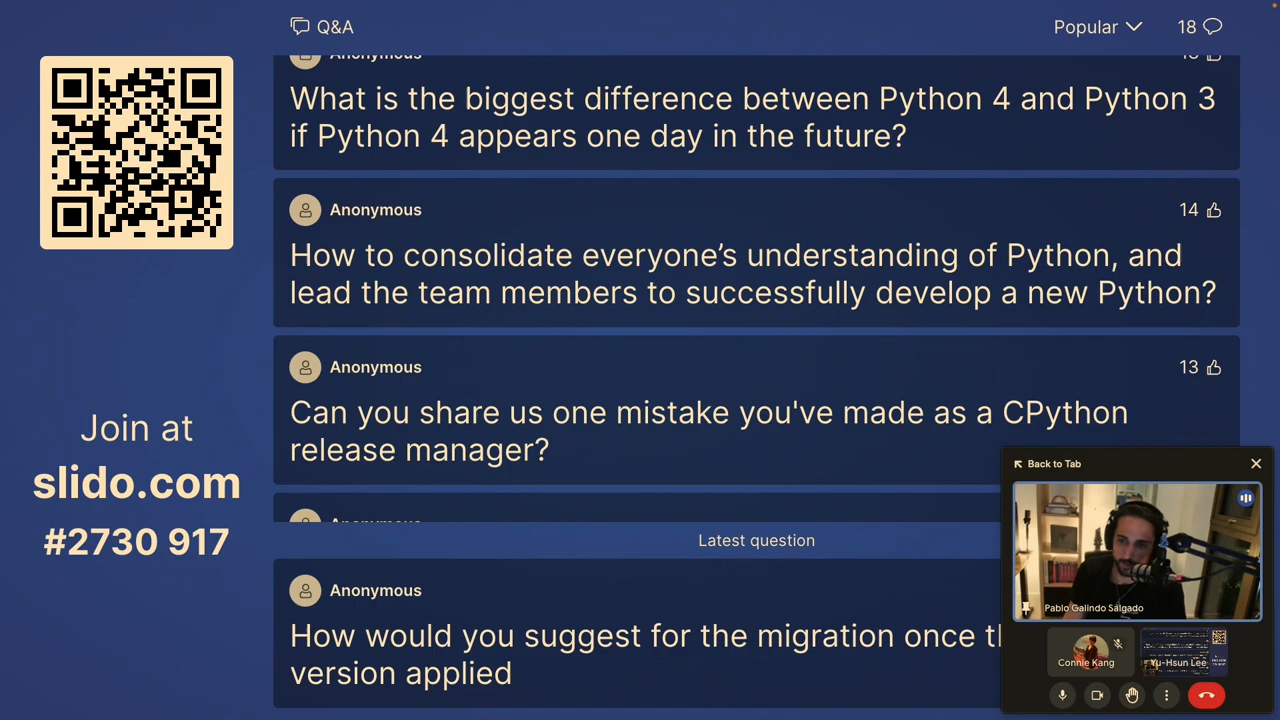 Q&A
Popular
18
Anonymous
What is the biggest difference between Python 4 and Python 3
if Python 4 appears one day in the future?
Anonymous
14
How to consolidate everyone’s understanding of Python, and
lead the team members to successfully develop a new Python?
Anonymous
13
Can you share us one mistake you've made as a CPython
release manager?
Anonymous
Join at
slido.com
#2730 917
Latest question
Anonymous
How would you suggest for the migration once
version applied
Back to Tab
Pablo Galindo Salgado
Connie Kang
Yu-Hsun Lee